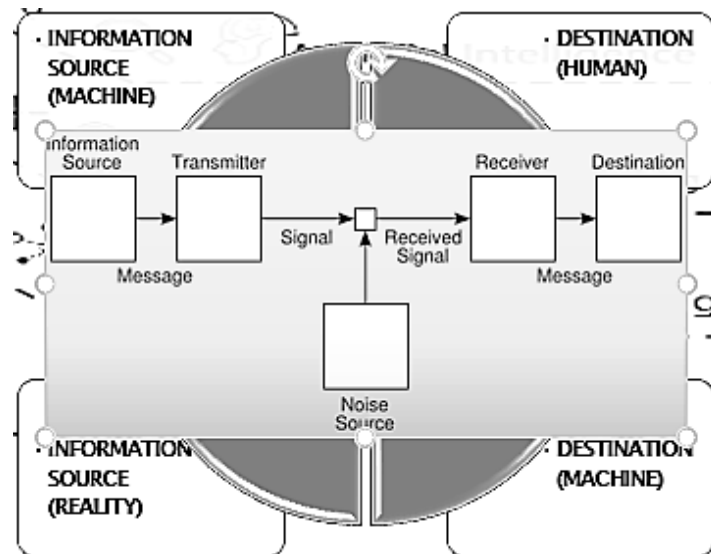 · INFORMATION
SOURCE
(MACHINE)
· DESTINATION
(HUMAN)
Intelligence
Information
Source
Transmitter
Receiver
Destination
Signal
Received
Signal
Message
Message
Noise
Source
· INFORMATION
SOURCE
(REALITY)
· DESTINATION
(MACHINE)